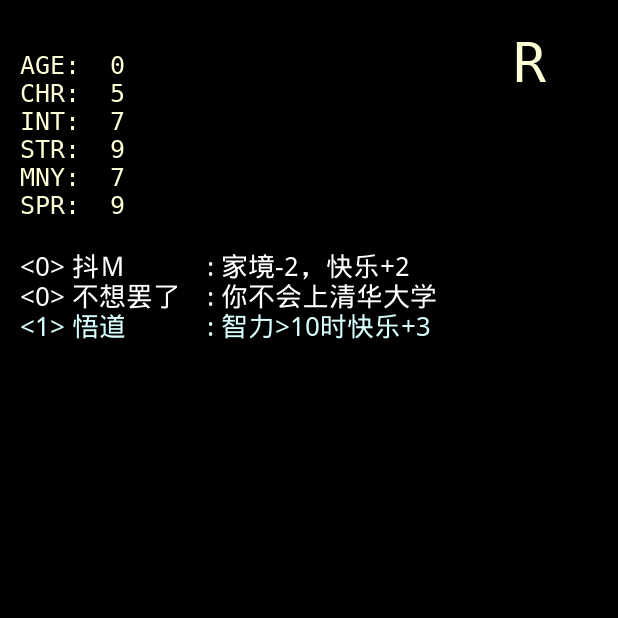 R
AGE: 0
CHR: 5
INT: 7
STR: 9
MNY: 7
SPR: 9
<0> 抖M : 家境-2，快乐+2
<0> 不想罢了 : 你不会上清华大学
<1> 悟道 : 智力>10时快乐+3